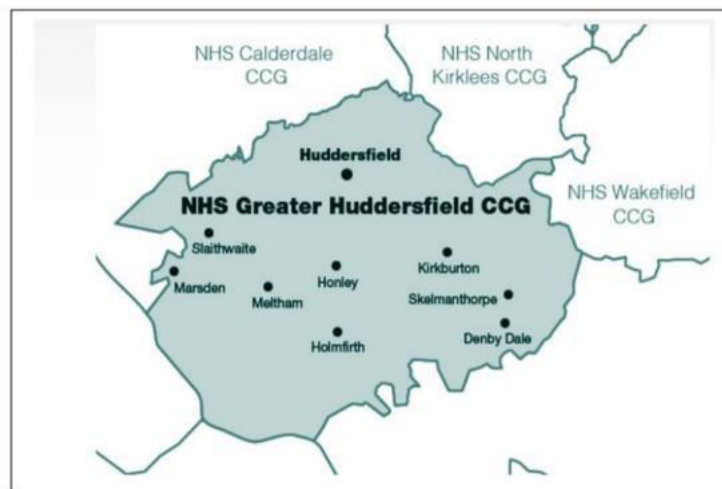 NHS Calderdale
CCG
NHS North
Kirklees CCG
Huddersfield
NHS Greater Huddersfield CCG
NHS Wakefield
CCG
Slaithwaite
Marsden
Meltham
Honley
Kirkburton
Skelmanthorpe
Holmfirth
Denby Dale